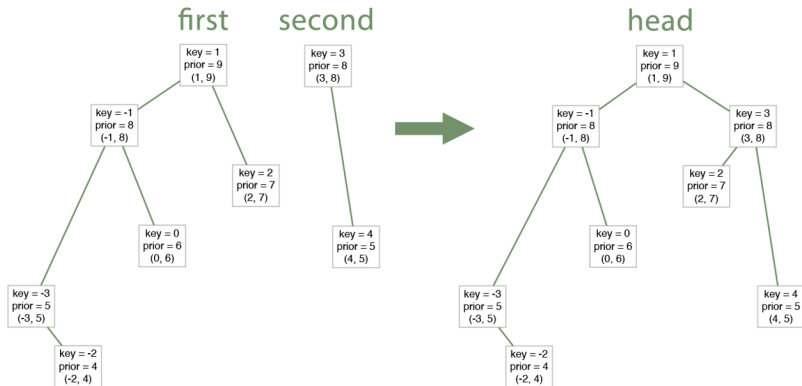 first
second
head
key = 1
prior = 9
(1, 9)
key = 3
prior = 8
(3, 8)
key = 1
prior = 9
(1, 9)
key = -1
prior = 8
(-1, 8)
key = -1
prior = 8
(-1, 8)
key = 3
prior = 8
(3, 8)
key = 2
prior = 7
(2, 7)
key = 2
prior = 7
(2, 7)
key = 0
prior = 6
(0, 6)
key = 4
prior = 5
(4, 5)
key = 0
prior = 6
(0, 6)
key = -3
prior = 5
(-3, 5)
key = -3
prior = 5
(-3, 5)
key = 4
prior = 5
(4, 5)
key = -2
prior = 4
(-2, 4)
key = -2
prior = 4
(-2, 4)